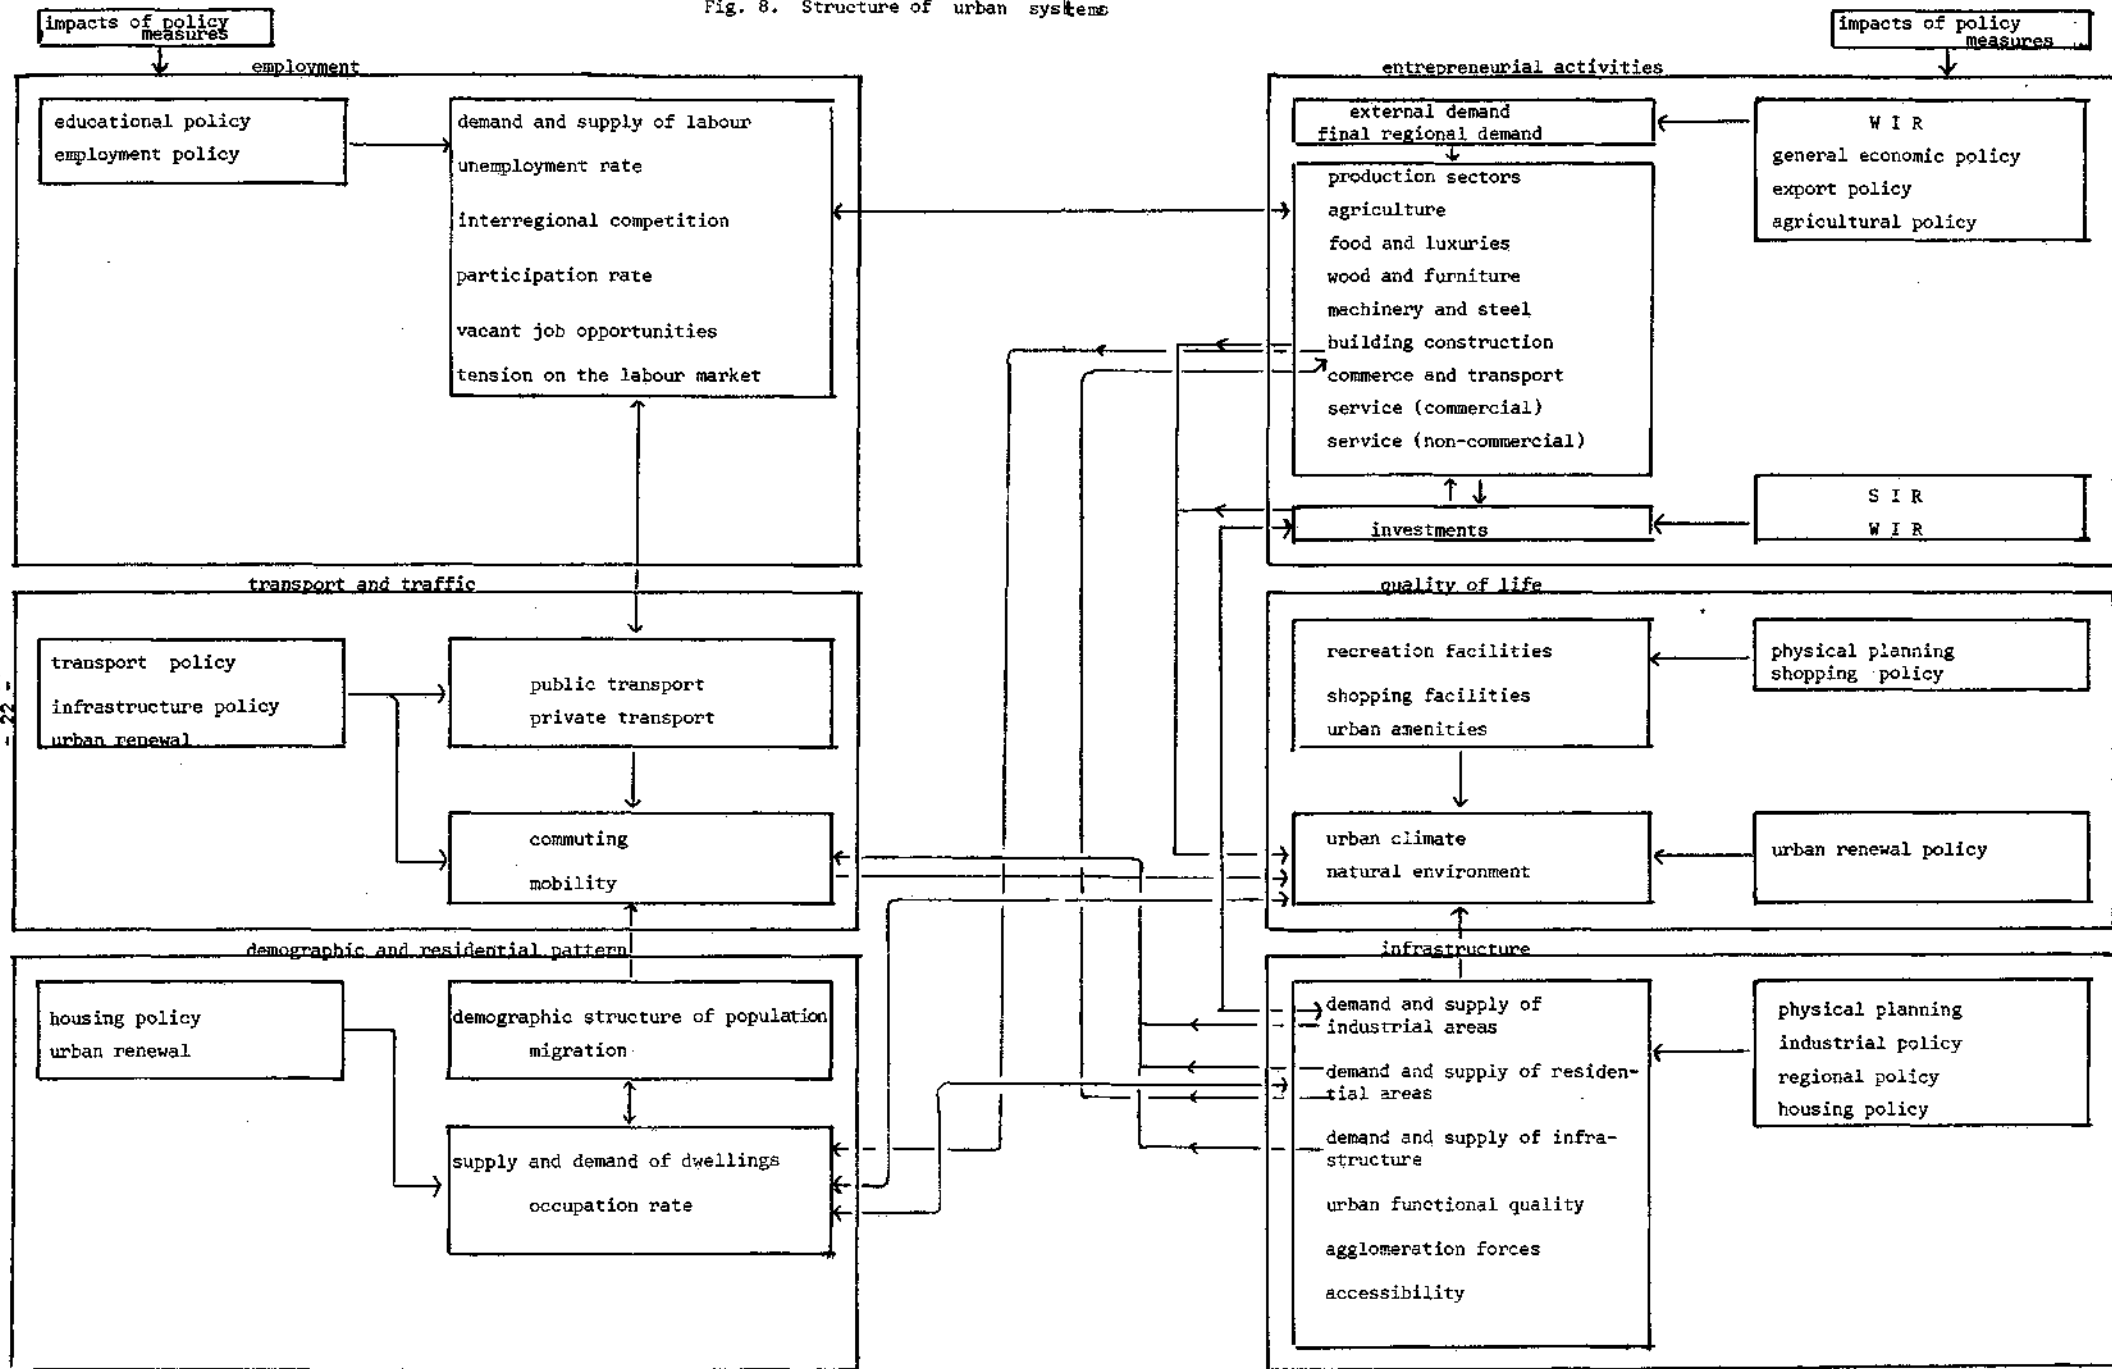 Fig. 8. Structure of urban systems
impacts of policy
measures
impacts of policy
measures
employment
educational policy
employment policy
demand and supply of labour
unemployment rate
interregional competition
participation rate
vacant job opportunities
tension on the labour market
entrepreneurial activities
external demand
final regional demand
production sectors
agriculture
food and luxuries
wood and furniture
machinery and steel
building construction
commerce and transport
service (commercial)
service (non-commercial)
investments
W I R
general economic policy
export policy
agricultural policy
S I R
W I R
transport and traffic
transport policy
infrastructure policy
urban renewal
public transport
private transport
commuting
mobility
quality of life
recreation facilities
shopping facilities
urban amenities
physical planning
shopping policy
urban climate
natural environment
urban renewal policy
- 22 -
demographic and residential pattern
housing policy
urban renewal
demographic structure of population
migration
supply and demand of dwellings
occupation rate
infrastructure
demand and supply of
industrial areas
demand and supply of residen-
tial areas
demand and supply of infra-
structure
urban functional quality
agglomeration forces
accessibility
physical planning
industrial policy
regional policy
housing policy